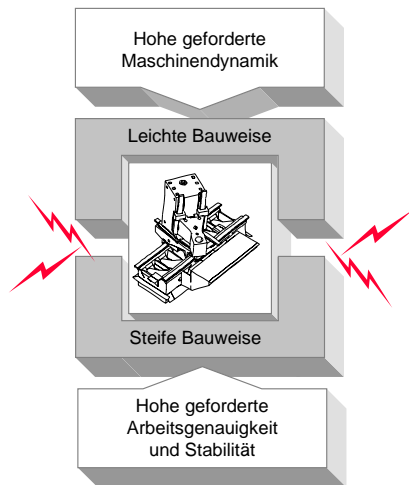 Hohe geforderte
Maschinendynamik
Leichte Bauweise
Steife Bauweise
Hohe geforderte
Arbeitsgenauigkeit
und Stabilität